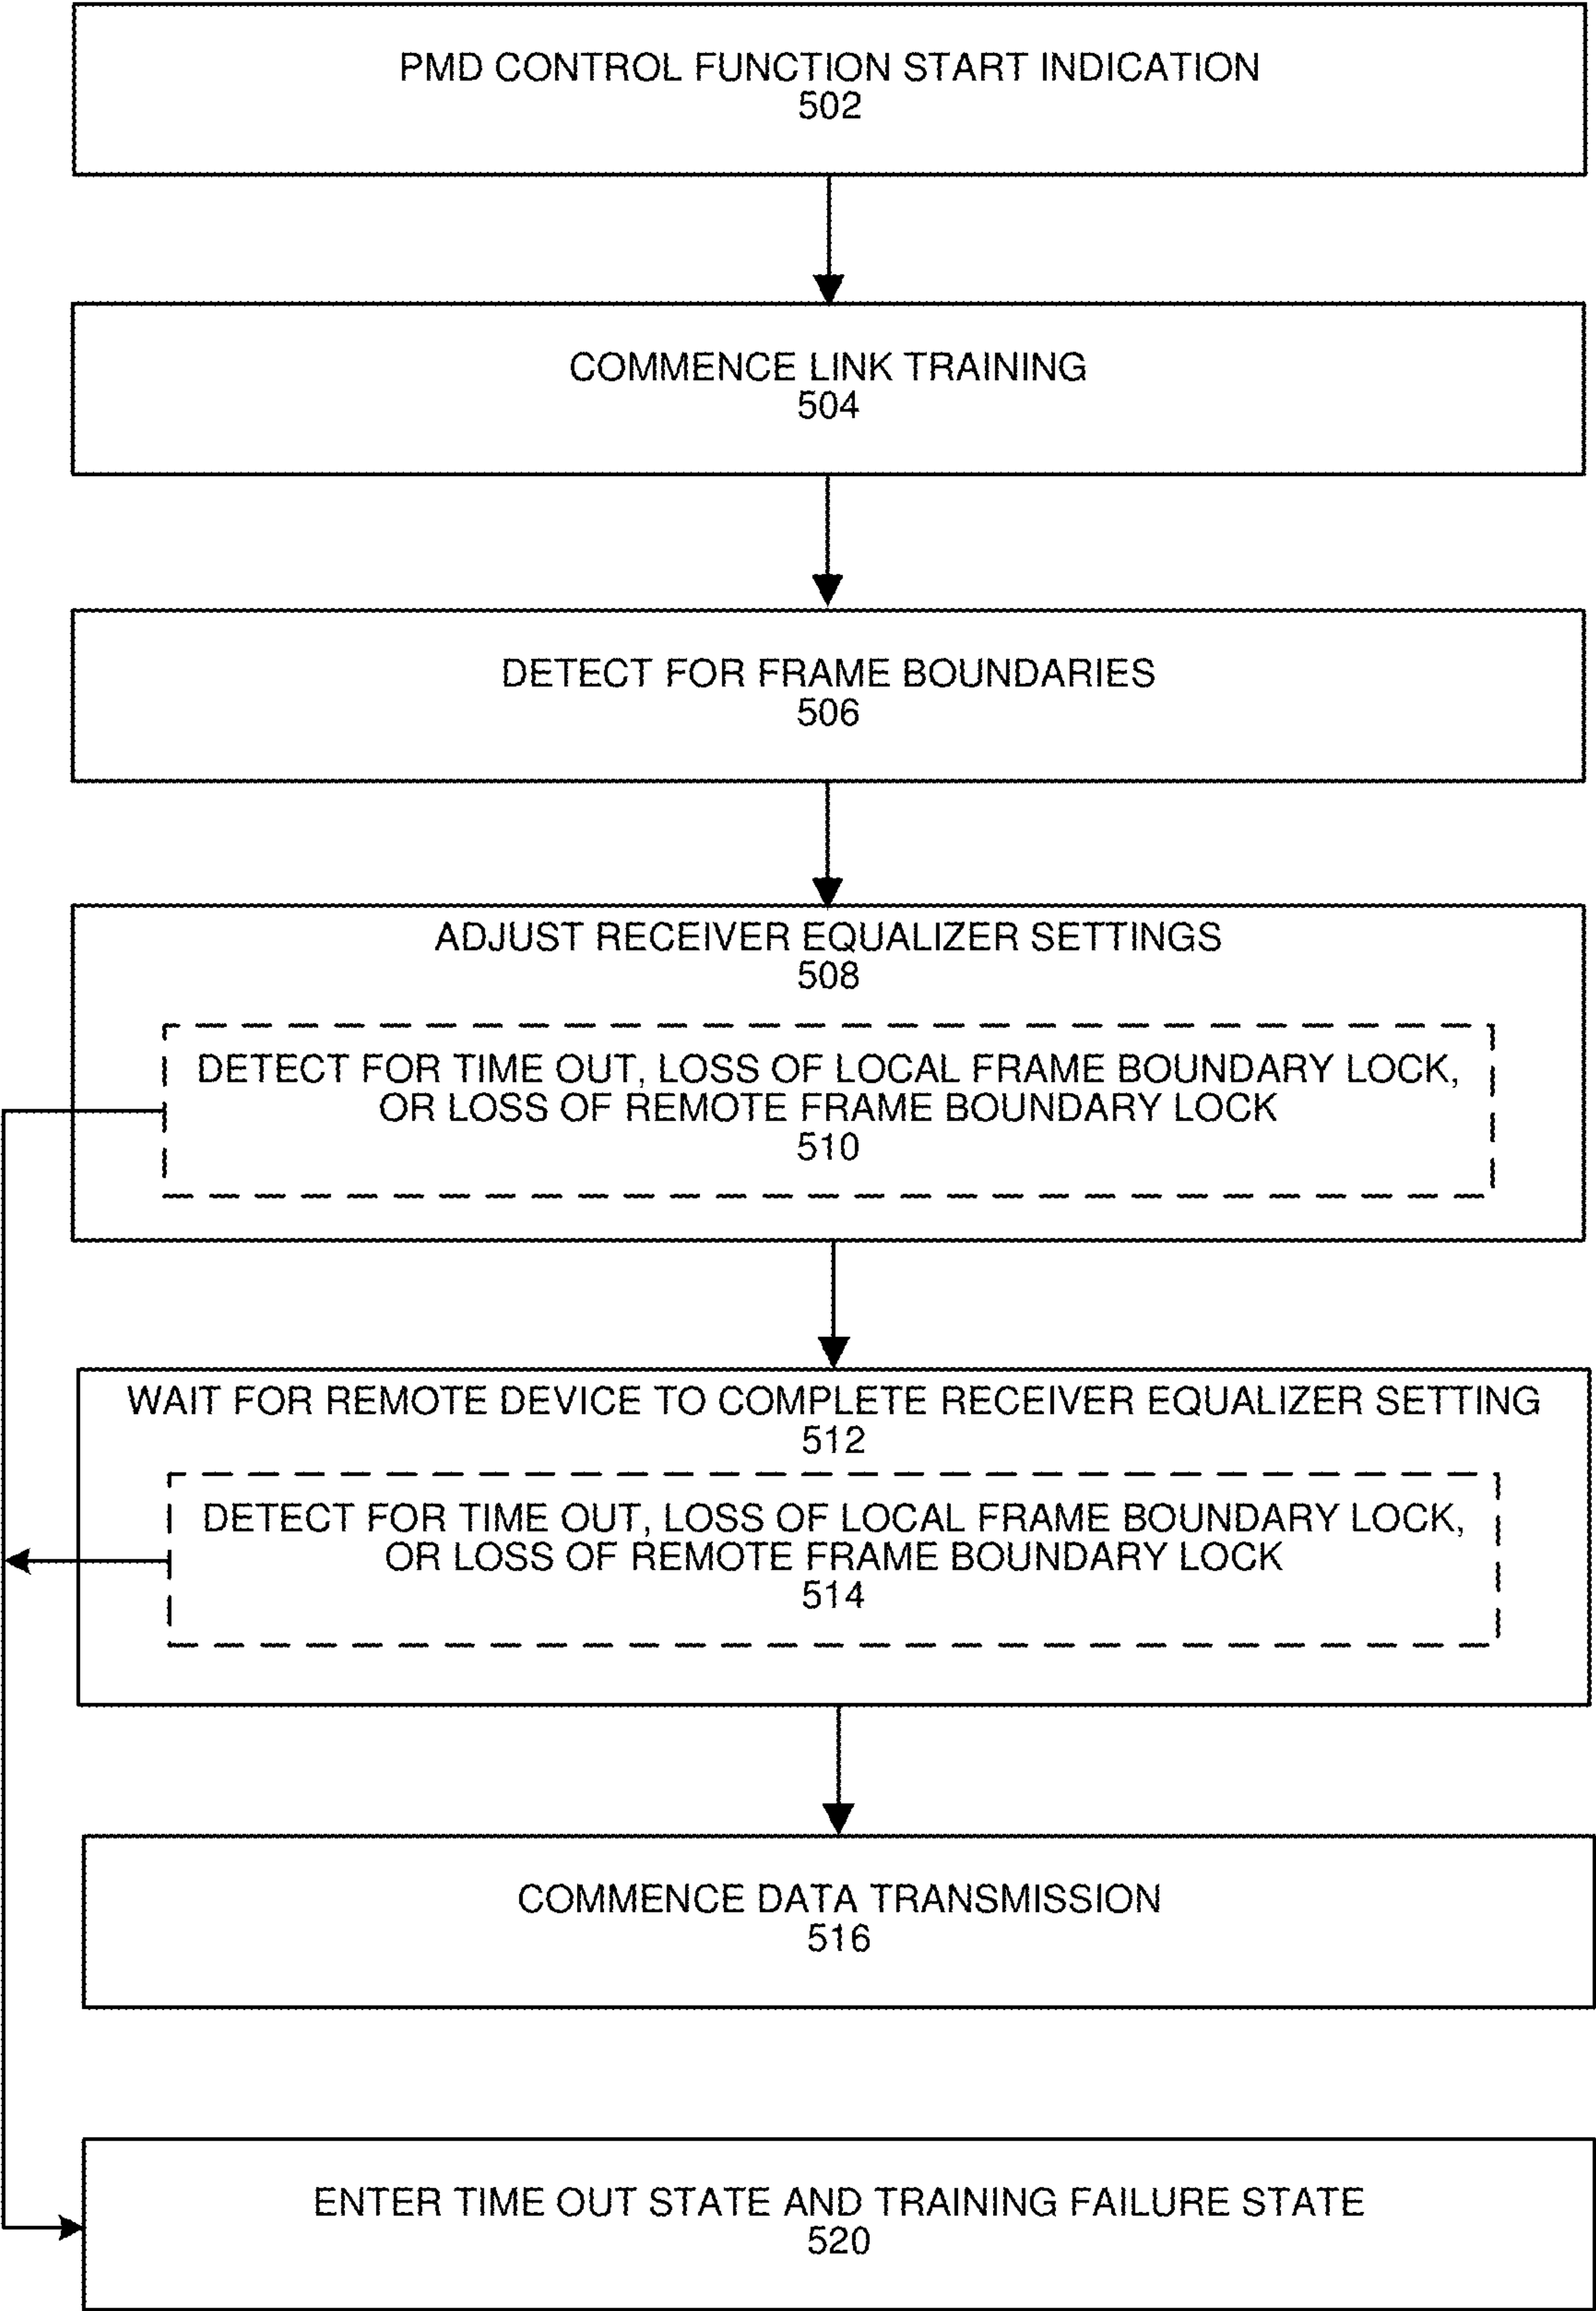 PMD CONTROL FUNCTION START INDICATION
502
COMMENCE LINK TRAINING
504
DETECT FOR FRAME BOUNDARIES
506
ADJUST RECEIVER EQUALIZER SETTINGS
508
DETECT FOR TIME OUT, LOSS OF LOCAL FRAME BOUNDARY LOCK,
OR LOSS OF REMOTE FRAME BOUNDARY LOCK
510
WAIT FOR REMOTE DEVICE TO COMPLETE RECEIVER EQUALIZER SETTING
512
DETECT FOR TIME OUT, LOSS OF LOCAL FRAME BOUNDARY LOCK,
OR LOSS OF REMOTE FRAME BOUNDARY LOCK
514
COMMENCE DATA TRANSMISSION
516
ENTER TIME OUT STATE AND TRAINING FAILURE STATE
520